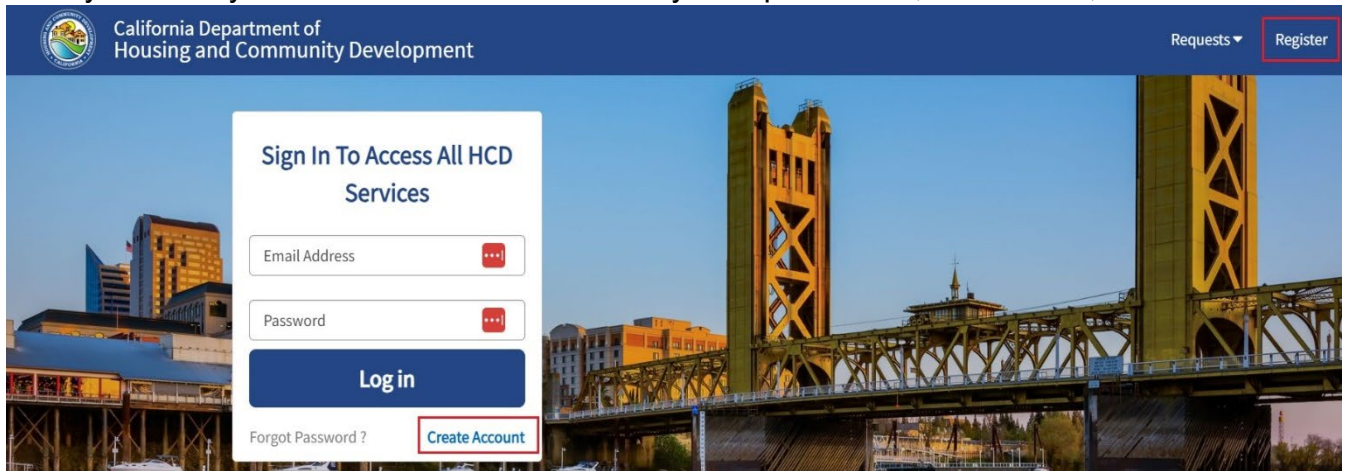 California Department of
Housing and Community Development
Requests
Register
Sign In To Access All HCD
Services
Email Address
Password
Log in
Forgot Password ?
Create Account